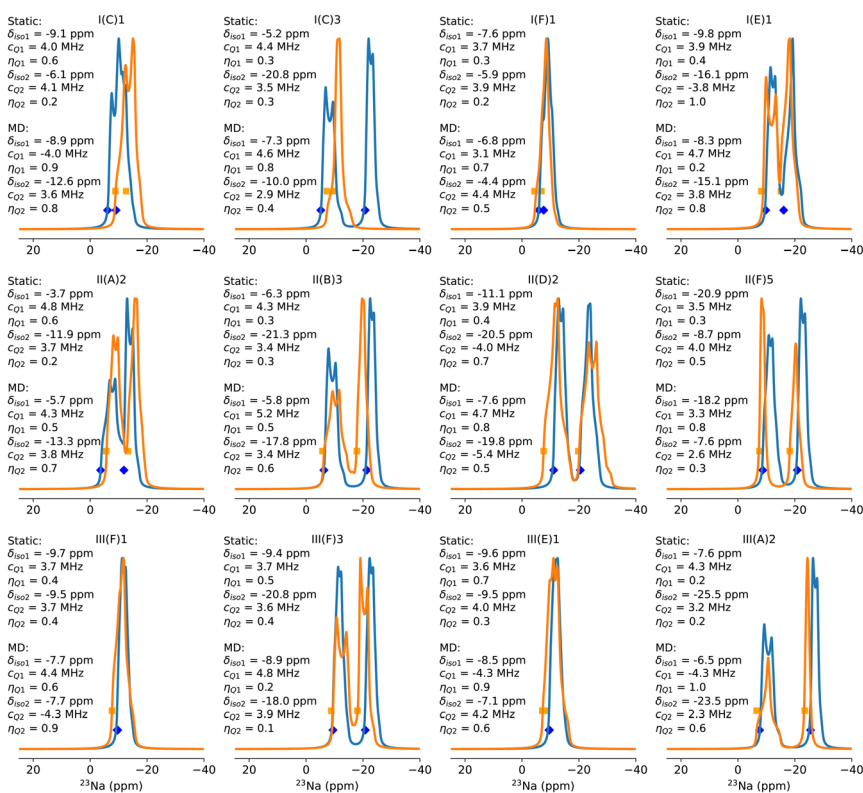 I(C)1
Static:
δiso1 = -9.1 ppm
cQ1 = 4.0 MHz
ηQ1 = 0.6
δiso2 = -6.1 ppm
cQ2 = 4.1 MHz
ηQ2 = 0.2
MD:
δiso1 = -8.9 ppm
cQ1 = -4.0 MHz
ηQ1 = 0.9
δiso2 = -12.6 ppm
cQ2 = 3.6 MHz
ηQ2 = 0.8
20 0 −20 −40
I(C)3
Static:
δiso1 = -5.2 ppm
cQ1 = 4.4 MHz
ηQ1 = 0.3
δiso2 = -20.8 ppm
cQ2 = 3.5 MHz
ηQ2 = 0.3
MD:
δiso1 = -7.3 ppm
cQ1 = 4.6 MHz
ηQ1 = 0.8
δiso2 = -10.0 ppm
cQ2 = 2.9 MHz
ηQ2 = 0.4
20 0 −20 −40
I(F)1
Static:
δiso1 = -7.6 ppm
cQ1 = 3.7 MHz
ηQ1 = 0.3
δiso2 = -5.9 ppm
cQ2 = 3.9 MHz
ηQ2 = 0.2
MD:
δiso1 = -6.8 ppm
cQ1 = 3.1 MHz
ηQ1 = 0.7
δiso2 = -4.4 ppm
cQ2 = 4.4 MHz
ηQ2 = 0.5
20 0 −20 −40
I(E)1
Static:
δiso1 = -9.8 ppm
cQ1 = 3.9 MHz
ηQ1 = 0.4
δiso2 = -16.1 ppm
cQ2 = -3.8 MHz
ηQ2 = 1.0
MD:
δiso1 = -8.3 ppm
cQ1 = 4.7 MHz
ηQ1 = 0.2
δiso2 = -15.1 ppm
cQ2 = 3.8 MHz
ηQ2 = 0.8
20 0 −20 −40
II(A)2
Static:
δiso1 = -3.7 ppm
cQ1 = 4.8 MHz
ηQ1 = 0.6
δiso2 = -11.9 ppm
cQ2 = 3.7 MHz
ηQ2 = 0.2
MD:
δiso1 = -5.7 ppm
cQ1 = 4.3 MHz
ηQ1 = 0.5
δiso2 = -13.3 ppm
cQ2 = 3.8 MHz
ηQ2 = 0.7
20 0 −20 −40
II(B)3
Static:
δiso1 = -6.3 ppm
cQ1 = 4.3 MHz
ηQ1 = 0.3
δiso2 = -21.3 ppm
cQ2 = 3.4 MHz
ηQ2 = 0.3
MD:
δiso1 = -5.8 ppm
cQ1 = 5.2 MHz
ηQ1 = 0.5
δiso2 = -17.8 ppm
cQ2 = 3.4 MHz
ηQ2 = 0.6
20 0 −20 −40
II(D)2
Static:
δiso1 = -11.1 ppm
cQ1 = 3.9 MHz
ηQ1 = 0.4
δiso2 = -20.5 ppm
cQ2 = -4.0 MHz
ηQ2 = 0.7
MD:
δiso1 = -7.6 ppm
cQ1 = 4.7 MHz
ηQ1 = 0.8
δiso2 = -19.8 ppm
cQ2 = -5.4 MHz
ηQ2 = 0.5
20 0 −20 −40
II(F)5
Static:
δiso1 = -20.9 ppm
cQ1 = 3.5 MHz
ηQ1 = 0.3
δiso2 = -8.7 ppm
cQ2 = 4.0 MHz
ηQ2 = 0.5
MD:
δiso1 = -18.2 ppm
cQ1 = 3.3 MHz
ηQ1 = 0.8
δiso2 = -7.6 ppm
cQ2 = 2.6 MHz
ηQ2 = 0.3
20 0 −20 −40
III(F)1
Static:
δiso1 = -9.7 ppm
cQ1 = 3.7 MHz
ηQ1 = 0.4
δiso2 = -9.5 ppm
cQ2 = 3.7 MHz
ηQ2 = 0.4
MD:
δiso1 = -7.7 ppm
cQ1 = 4.4 MHz
ηQ1 = 0.6
δiso2 = -7.7 ppm
cQ2 = -4.3 MHz
ηQ2 = 0.9
20 0 −20 −40
²³Na (ppm)
III(F)3
Static:
δiso1 = -9.4 ppm
cQ1 = 3.7 MHz
ηQ1 = 0.5
δiso2 = -20.8 ppm
cQ2 = 3.6 MHz
ηQ2 = 0.4
MD:
δiso1 = -8.9 ppm
cQ1 = 4.8 MHz
ηQ1 = 0.2
δiso2 = -18.0 ppm
cQ2 = 3.9 MHz
ηQ2 = 0.1
20 0 −20 −40
²³Na (ppm)
III(E)1
Static:
δiso1 = -9.6 ppm
cQ1 = 3.6 MHz
ηQ1 = 0.7
δiso2 = -9.5 ppm
cQ2 = 4.0 MHz
ηQ2 = 0.3
MD:
δiso1 = -8.5 ppm
cQ1 = -4.3 MHz
ηQ1 = 0.9
δiso2 = -7.1 ppm
cQ2 = 4.2 MHz
ηQ2 = 0.6
20 0 −20 −40
²³Na (ppm)
III(A)2
Static:
δiso1 = -7.6 ppm
cQ1 = 4.3 MHz
ηQ1 = 0.2
δiso2 = -25.5 ppm
cQ2 = 3.2 MHz
ηQ2 = 0.2
MD:
δiso1 = -6.5 ppm
cQ1 = -4.3 MHz
ηQ1 = 1.0
δiso2 = -23.5 ppm
cQ2 = 2.3 MHz
ηQ2 = 0.6
20 0 −20 −40
²³Na (ppm)